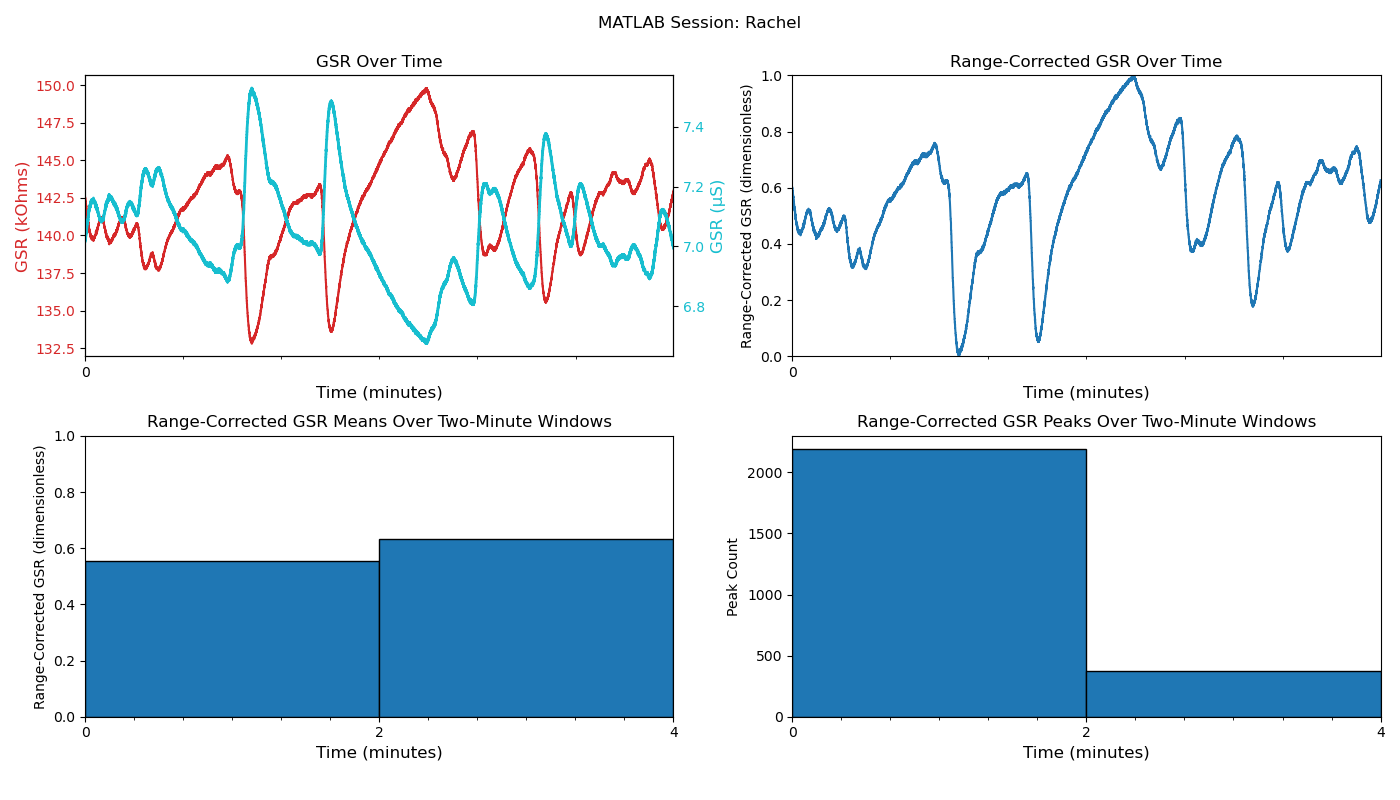 MATLAB Session: Rachel
GSR Over Time
GSR (kOhms)
150.0
147.5
145.0
142.5
140.0
137.5
135.0
132.5
7.4
7.2
7.0
6.8
GSR (μS)
0
Time (minutes)
Range-Corrected GSR Over Time
Range-Corrected GSR (dimensionless)
1.0
0.8
0.6
0.4
0.2
0.0
0
Time (minutes)
Range-Corrected GSR Means Over Two-Minute Windows
Range-Corrected GSR (dimensionless)
1.0
0.8
0.6
0.4
0.2
0.0
0 2 4
Time (minutes)
Range-Corrected GSR Peaks Over Two-Minute Windows
Peak Count
2000
1500
1000
500
0
0 2 4
Time (minutes)